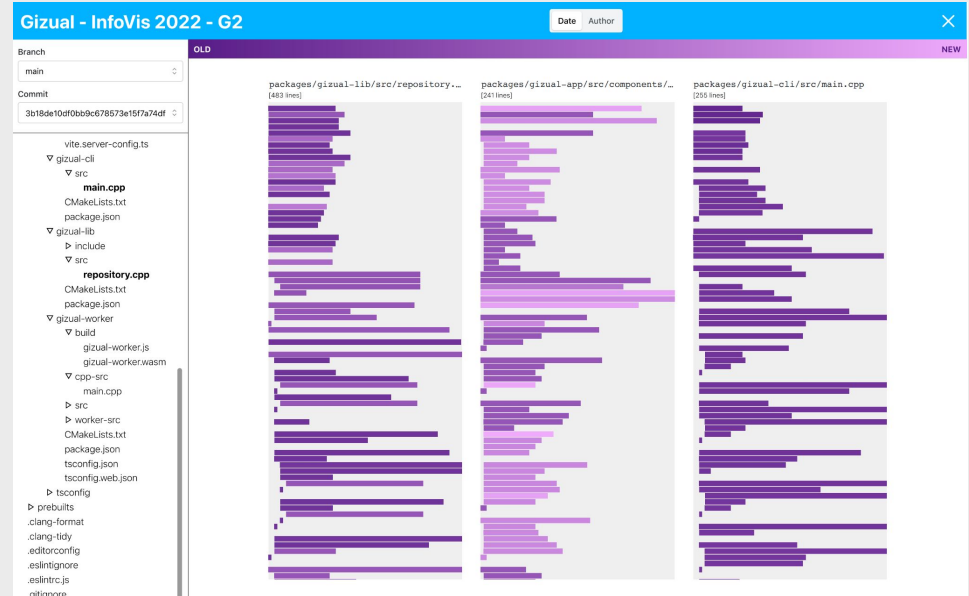 Gizual - InfoVis 2022 - G2
Date Author
Branch
main
Commit
3b18de10df0bb9c678573e15f7a74df
OLD NEW
packages/gizual-lib/src/repository.…
[483 lines]
packages/gizual-app/src/components/…
[241 lines]
packages/gizual-cli/src/main.cpp
[255 lines]
vite.server-config.ts
gizual-cli
src
main.cpp
CMakeLists.txt
package.json
gizual-lib
include
src
repository.cpp
CMakeLists.txt
package.json
gizual-worker
build
gizual-worker.js
gizual-worker.wasm
cpp-src
main.cpp
src
worker-src
CMakeLists.txt
package.json
tsconfig.json
tsconfig.web.json
tsconfig
prebuilts
.clang-format
.clang-tidy
.editorconfig
.eslintignore
.eslintrc.js
.gitignore